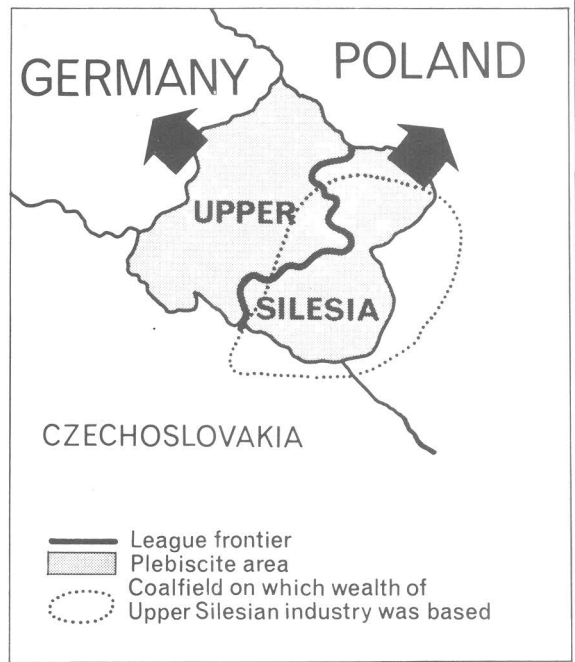 GERMANY
POLAND
UPPER
SILESIA
CZECHOSLOVAKIA
League frontier
Plebiscite area
Coalfield on which wealth of
Upper Silesian industry was based